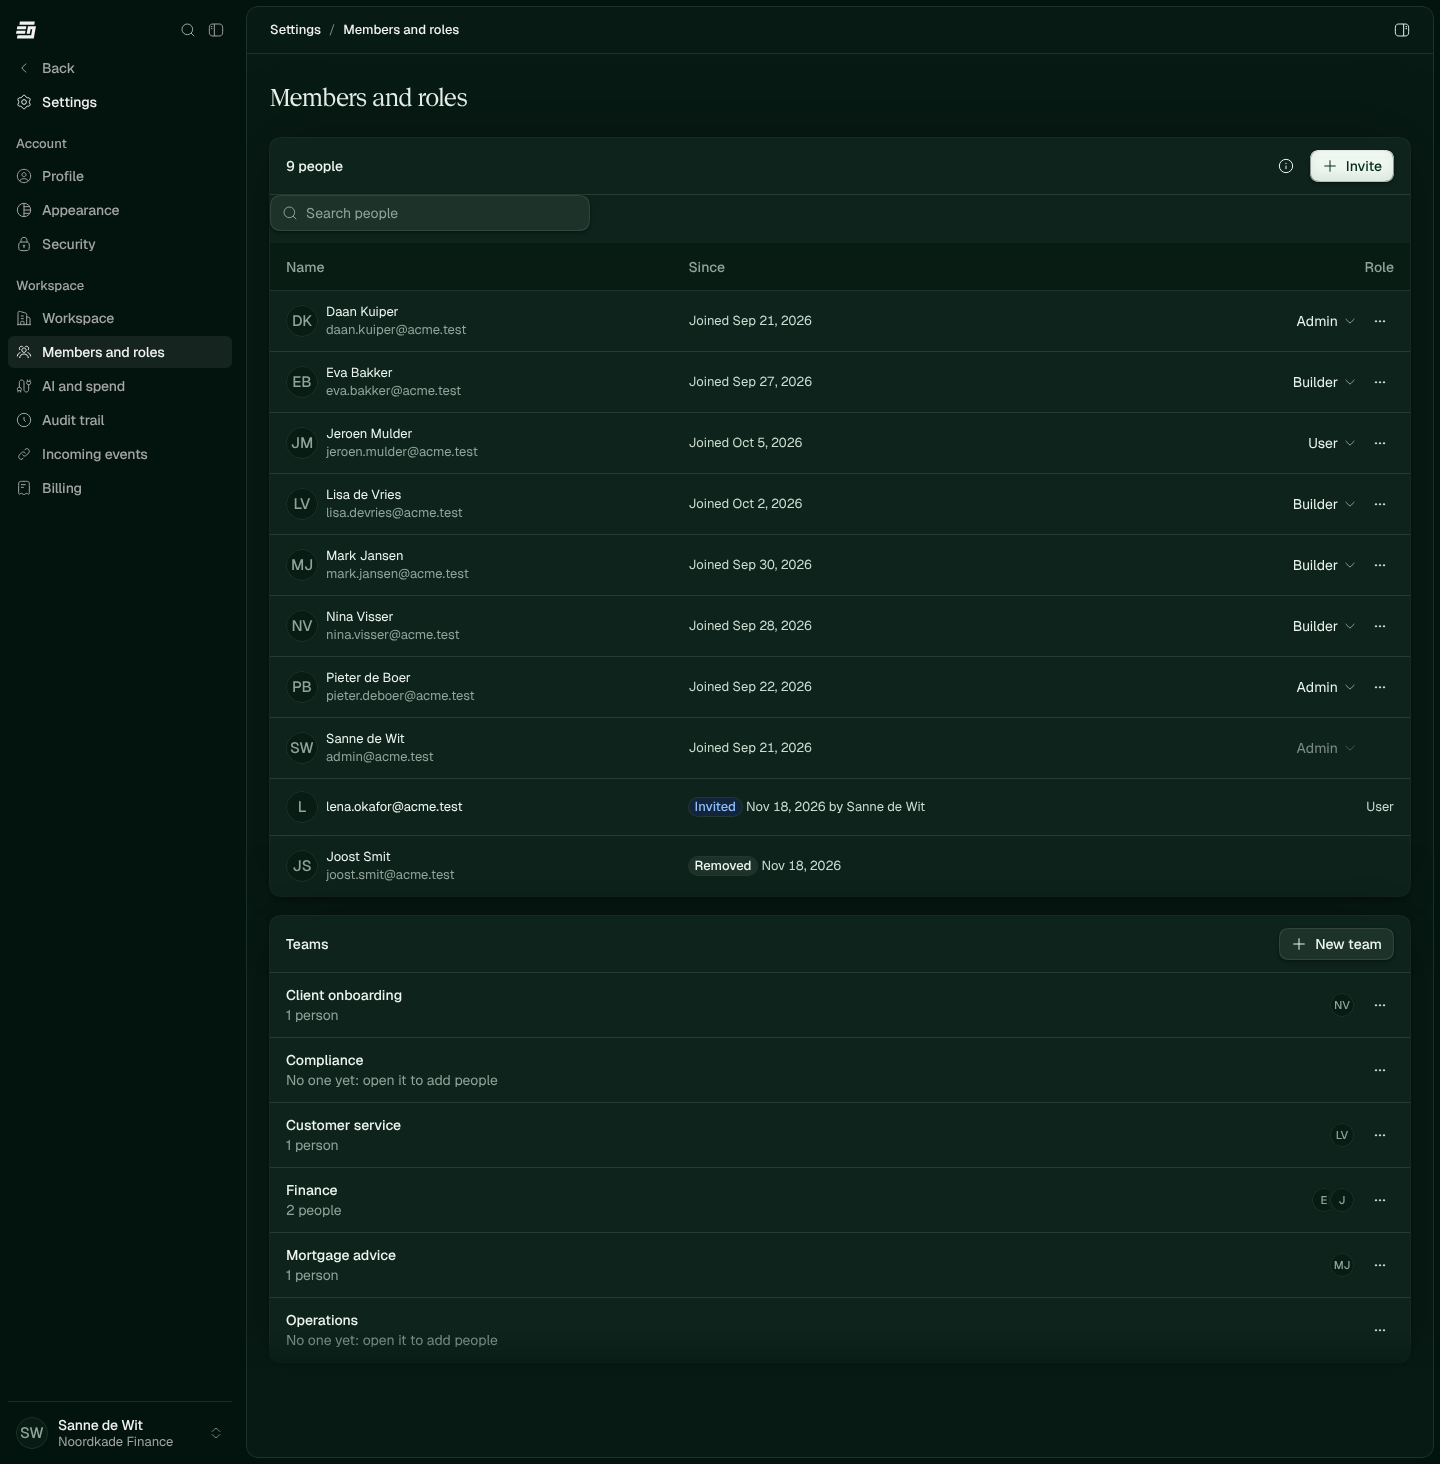 Settings / Members and roles
Back
Settings
Account
Profile
Appearance
Security
Workspace
Workspace
Members and roles
AI and spend
Audit trail
Incoming events
Billing
Sanne de Wit
SW
Noordkade Finance
Members and roles
9 people
Invite
Search people
Name Since Role
Daan Kuiper
DK Joined Sep 21, 2026 Admin
daan.kuiper@acme.test
Eva Bakker
EB Joined Sep 27, 2026 Builder
eva.bakker@acme.test
Jeroen Mulder
JM Joined Oct 5, 2026 User
jeroen.mulder@acme.test
Lisa de Vries
LV Joined Oct 2, 2026 Builder
lisa.devries@acme.test
Mark Jansen
MJ Joined Sep 30, 2026 Builder
mark.jansen@acme.test
Nina Visser
NV Joined Sep 28, 2026 Builder
nina.visser@acme.test
Pieter de Boer
PB Joined Sep 22, 2026 Admin
pieter.deboer@acme.test
Sanne de Wit
SW Joined Sep 21, 2026 Admin
admin@acme.test
L lena.okafor@acme.test Invited Nov 18, 2026 by Sanne de Wit User
Joost Smit
JS Removed Nov 18, 2026
joost.smit@acme.test
Teams
New team
Client onboarding
1 person NV
Compliance
No one yet: open it to add people
Customer service
1 person LV
Finance
2 people E J
Mortgage advice
1 person MJ
Operations
No one yet: open it to add people